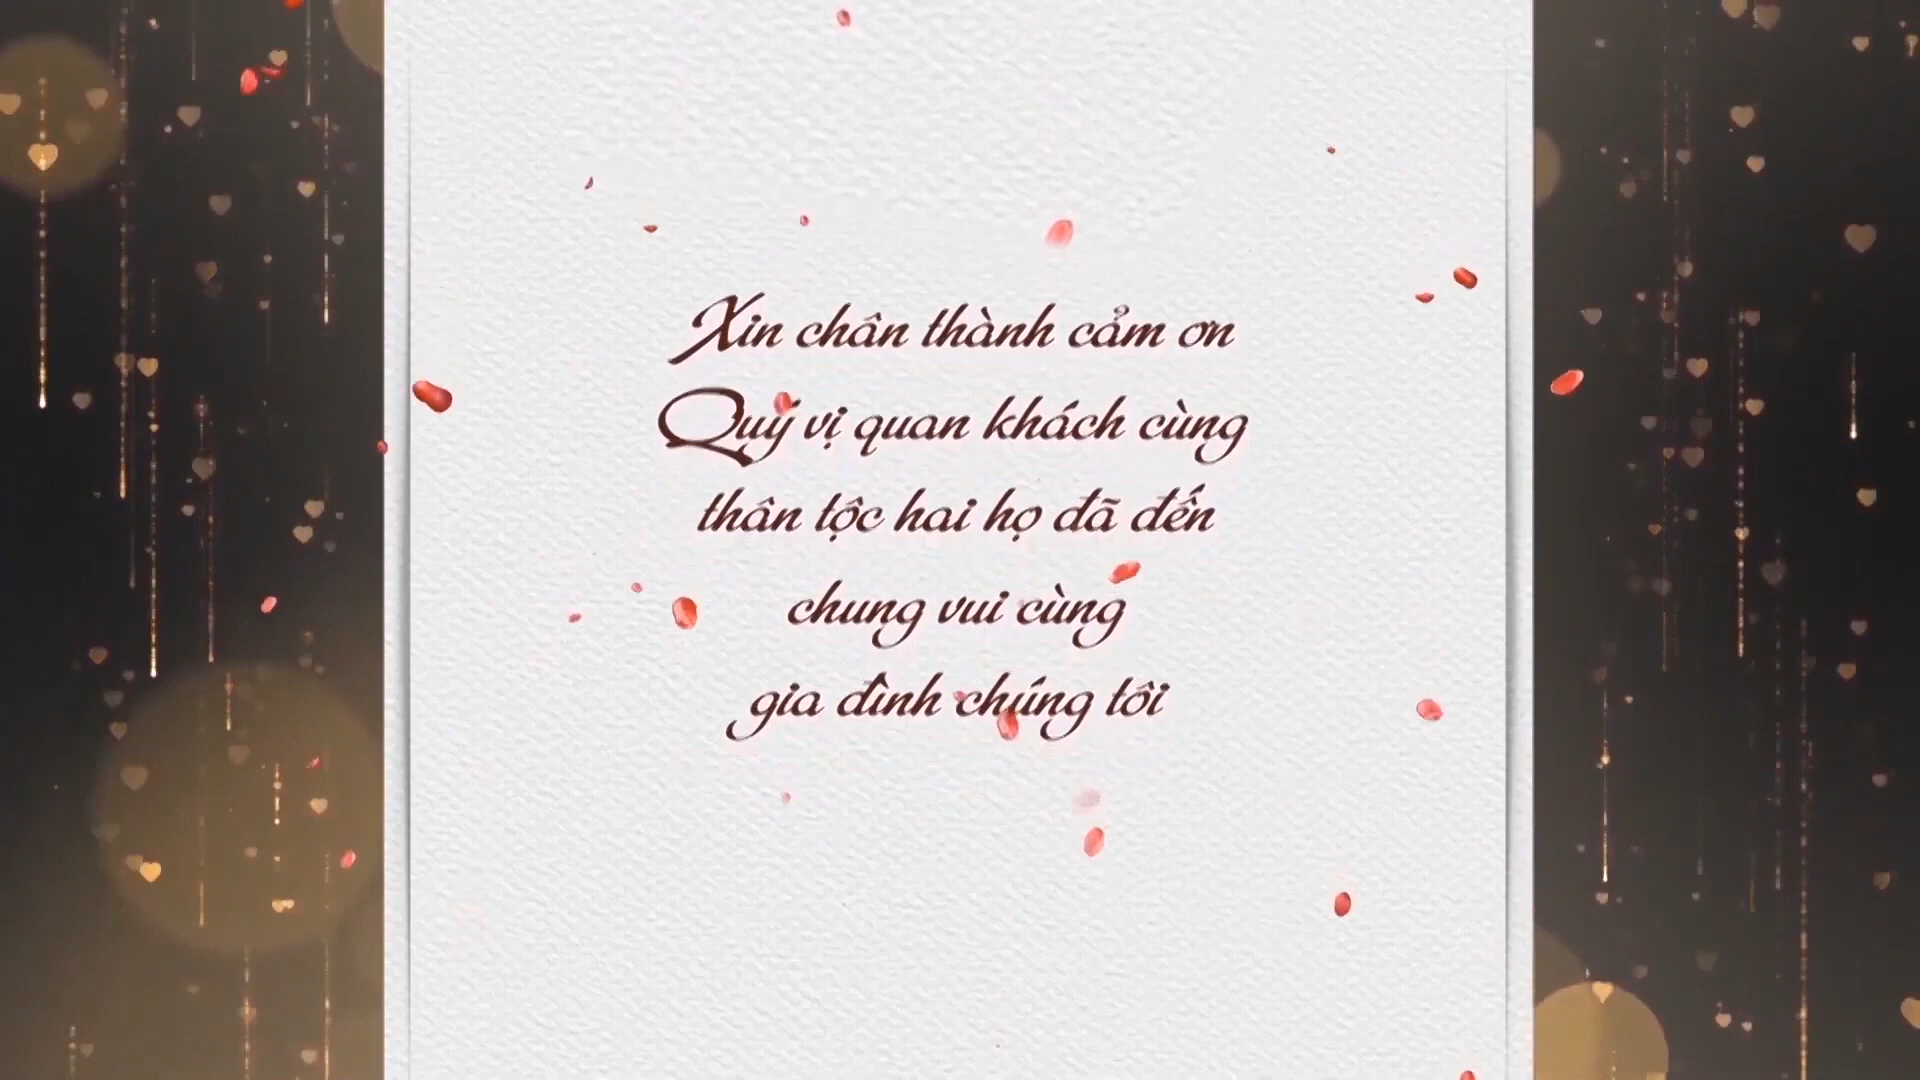 Xin chân thành cảm ơn
Quý vị quan khách cùng
thân tộc hai họ đã đến
chung vui cùng
gia đình chúng tôi